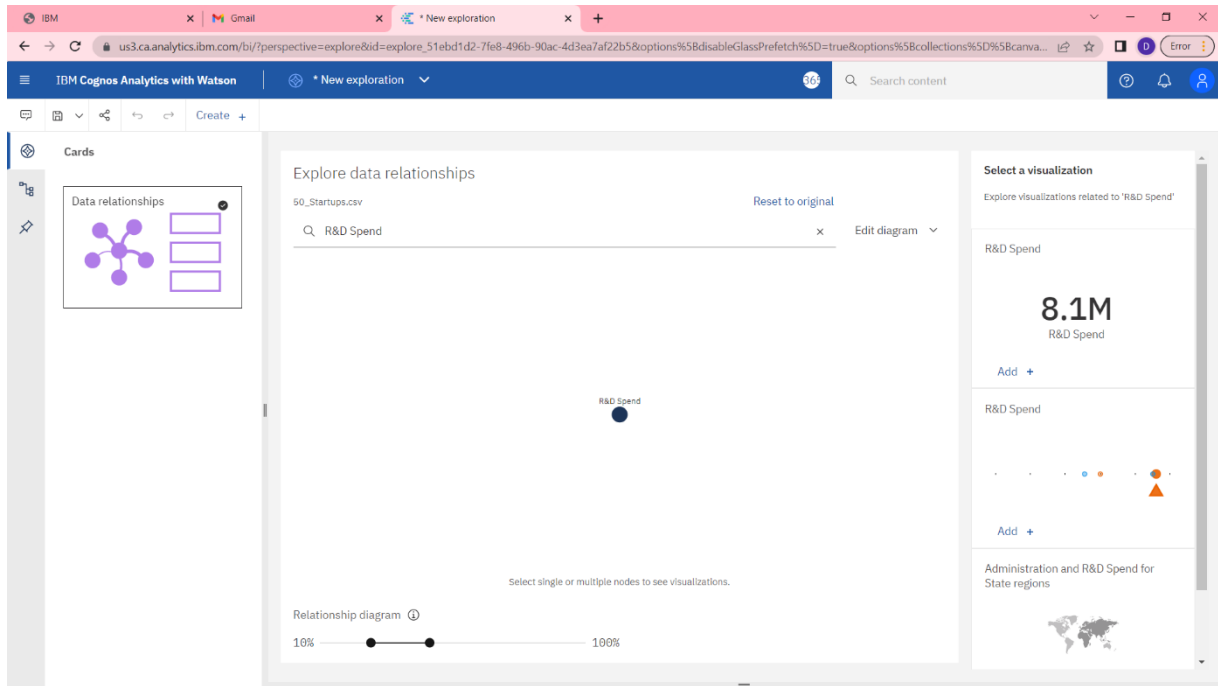 IBM
Gmail
* New exploration
us3.ca.analytics.ibm.com/bi/?perspective=explore&id=explore_51ebd1d2-7fe8-496b-90ac-4d3ea7af22b5&options%5BdisableGlassPrefetch%5D=true&options%5Bcollections%5D%5Bcanva...
D
Error
IBM Cognos Analytics with Watson
* New exploration
Search content
Create +
Cards
Data relationships
Explore data relationships
50_Startups.csv
Reset to original
R&D Spend
Edit diagram
R&D Spend
Select single or multiple nodes to see visualizations.
Relationship diagram
10%
100%
Select a visualization
Explore visualizations related to 'R&D Spend'
R&D Spend
8.1M
R&D Spend
Add +
R&D Spend
Add +
Administration and R&D Spend for
State regions